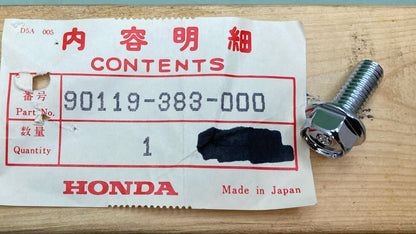 D5A 005
内容明細
CONTENTS
番号
Part No. 90119-383-000
数量
Quantity 1
HONDA Made in Japan